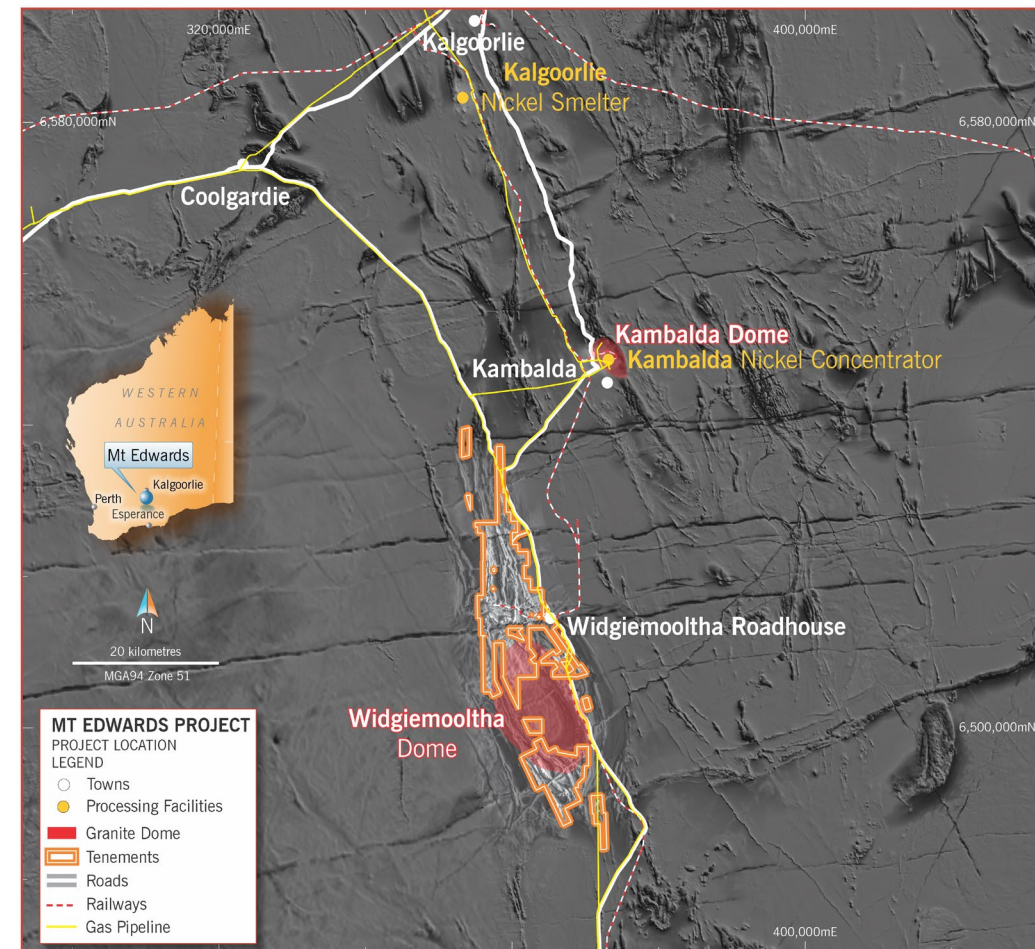 320,000mE
400,000mE
Kalgoorlie
Kalgoorlie
Nickel Smelter
6,580,000mN
6,580,000mN
Coolgardie
Kambalda Dome
Kambalda Nickel Concentrator
Kambalda
WESTERN
AUSTRALIA
Mt Edwards
Kalgoorlie
Perth
Esperance
N
20 kilometres
MGA94 Zone 51
Widgiemooltha Roadhouse
Widgiemooltha
Dome
6,500,000mN
MT EDWARDS PROJECT
PROJECT LOCATION
LEGEND
Towns
Processing Facilities
Granite Dome
Tenements
Roads
Railways
Gas Pipeline
400,000mE